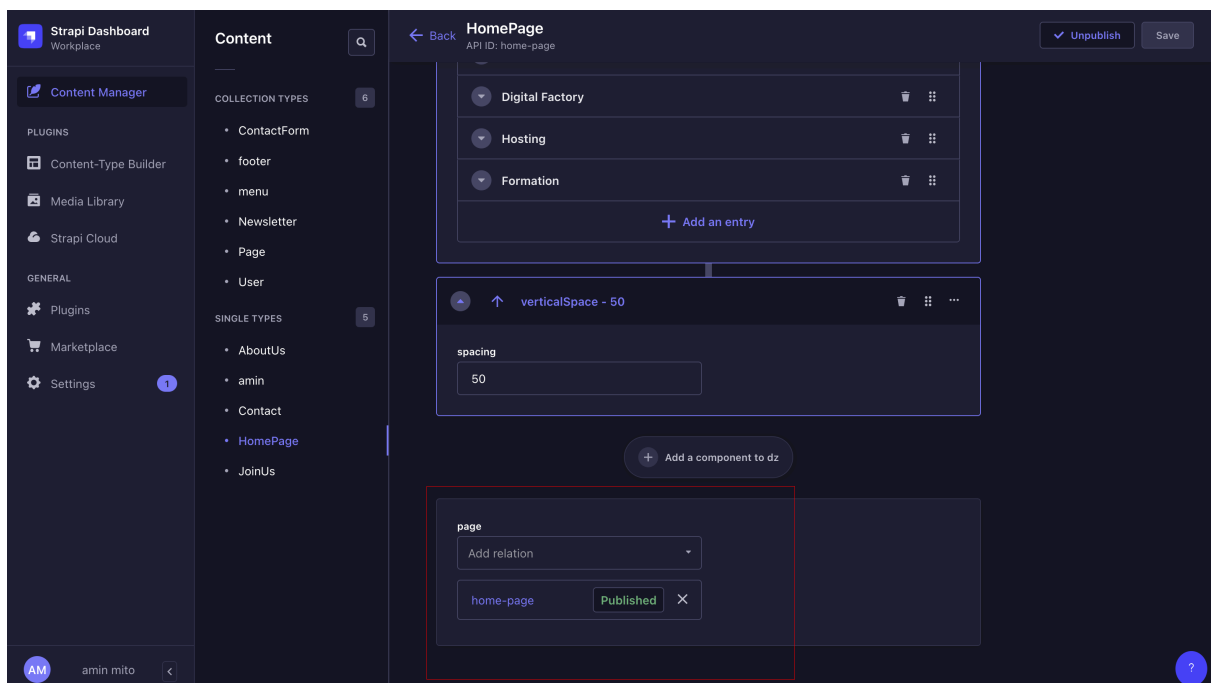 Strapi Dashboard
Workplace
Content Manager
PLUGINS
Content-Type Builder
Media Library
Strapi Cloud
GENERAL
Plugins
Marketplace
Settings
1
AM
amin mito
Content
COLLECTION TYPES
6
ContactForm
footer
menu
Newsletter
Page
User
SINGLE TYPES
5
AboutUs
amin
Contact
HomePage
JoinUs
Back
HomePage
API ID: home-page
Unpublish
Save
Digital Factory
Hosting
Formation
Add an entry
verticalSpace - 50
spacing
50
Add a component to dz
page
Add relation
home-page
Published
?